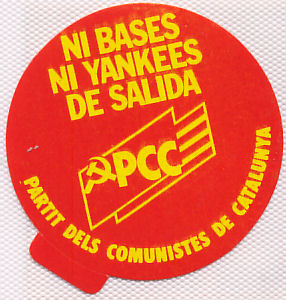 NI BASES
NI YANKEES
DE SALIDA
PCC
PARTIT DELS COMUNISTES DE CATALUNYA